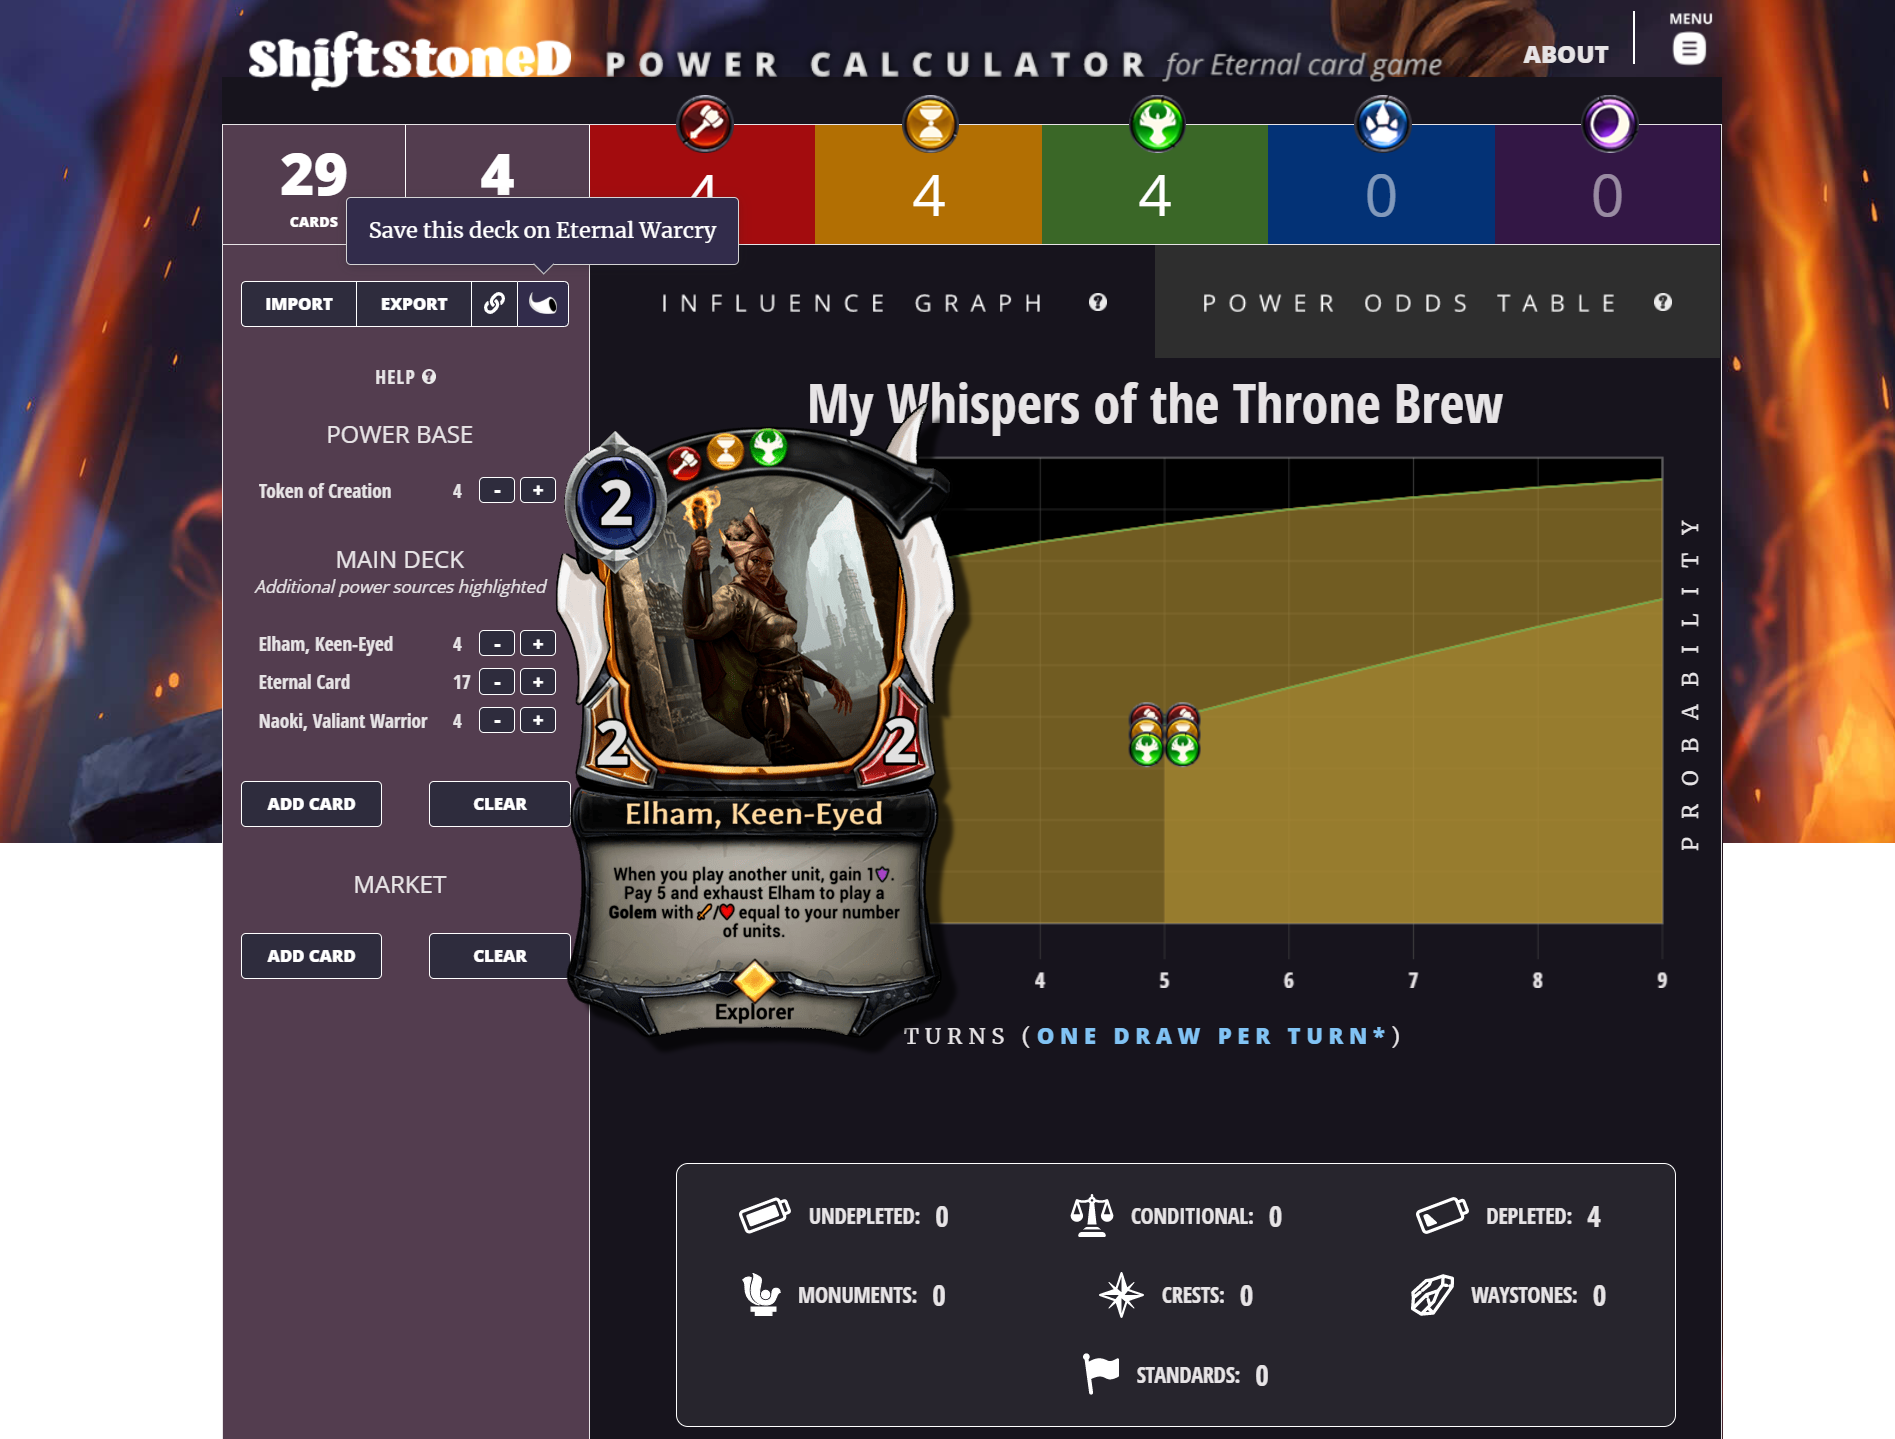 ShiftStoneD POWER CALCULATOR for Eternal card game
ABOUT
MENU
29
CARDS
4
4
4
4
0
0
Save this deck on Eternal Warcry
IMPORT
EXPORT
HELP
POWER BASE
Token of Creation 4 - +
MAIN DECK
Additional power sources highlighted
Elham, Keen-Eyed 4 - +
Eternal Card 17 - +
Naoki, Valiant Warrior 4 - +
ADD CARD
CLEAR
MARKET
ADD CARD
CLEAR
INFLUENCE GRAPH
POWER ODDS TABLE
My Whispers of the Throne Brew
2
2
2
Elham, Keen-Eyed
When you play another unit, gain 1.
Pay 5 and exhaust Elham to play a
Golem with / equal to your number
of units.
Explorer
PROBABILITY
4 5 6 7 8 9
TURNS (ONE DRAW PER TURN*)
UNDEPLETED: 0
CONDITIONAL: 0
DEPLETED: 4
MONUMENTS: 0
CRESTS: 0
WAYSTONES: 0
STANDARDS: 0